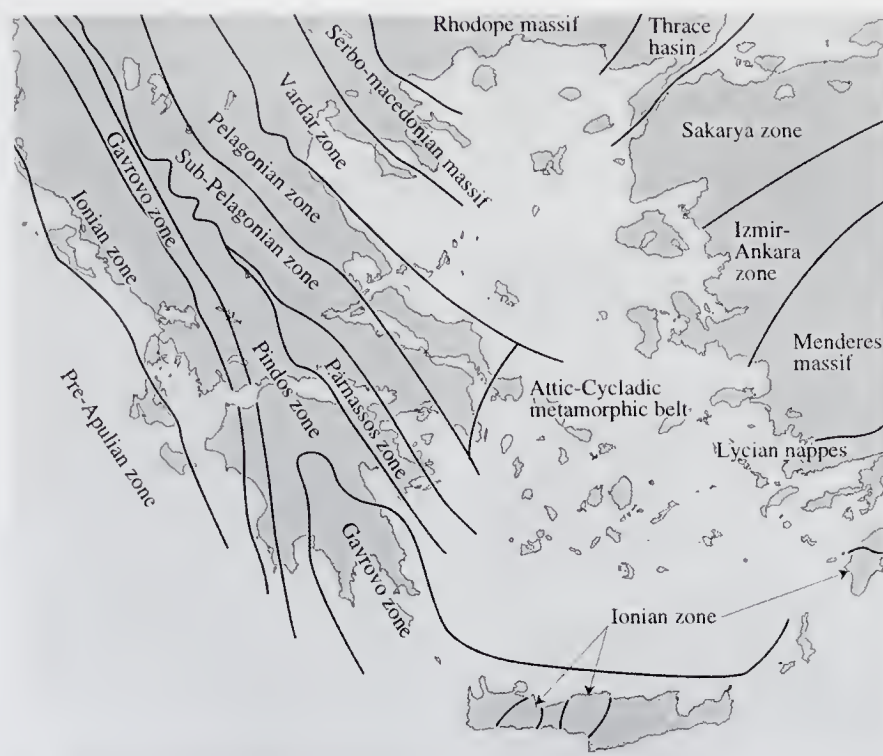 Rhodope massif
Thrace
hasin
Serbo-macedonian massif
Vardar zone
Sakarya zone
Pelagonian zone
Gavrovo zone
Sub-Pelagonian zone
Ionian zone
Izmir-
Ankara
zone
Menderes
massif
Pindos zone
Parnassos zone
Pre-Apulian zone
Attic-Cycladic
metamorphic belt
Lycian nappes
Gavrovo zone
Ionian zone